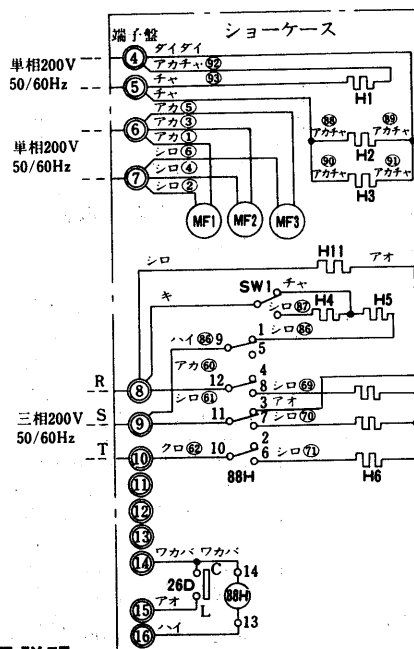 端子盤
ショーケース
単相200V
50/60Hz
④
ダイダイ
アカチャ 92
⑤
チャ 93
チャ
H1
88
アカチャ
89
アカチャ
H2
90
アカチャ
91
アカチャ
H3
単相200V
50/60Hz
⑥
アカ⑤
アカ③
アカ①
⑦
シロ⑥
シロ④
シロ②
MF1
MF2
MF3
シロ
H11
アオ
キ
SW1
チャ
シロ 87
H4
H5
ハイ 86 9
1
シロ 86
5
アカ 60
R
⑧
12
4
8 シロ 69
シロ 61
3 アオ
三相200V
50/60Hz
S
⑨
11
7 シロ 70
T
⑩
クロ 62 10
2
6 シロ 71
88H
H6
⑪
⑫
⑬
⑭
ワカバ ワカバ
C
14
26D
88H
L
⑮
アオ
13
⑯
ハイ